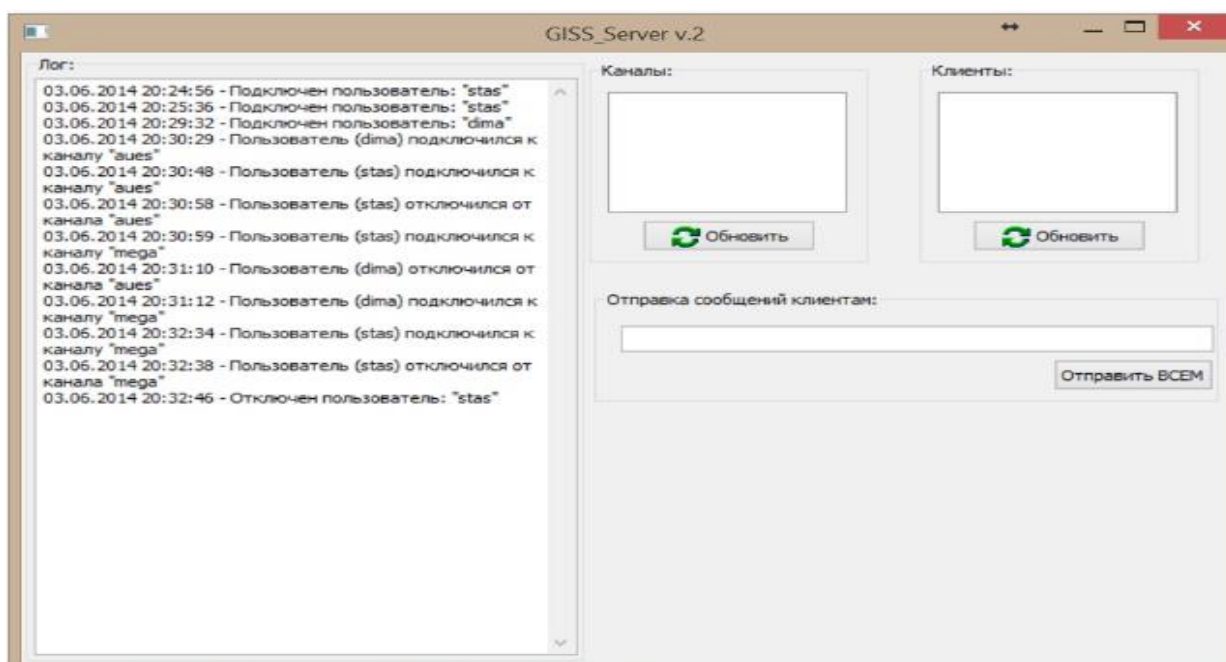 GISS_Server v.2
Лог:
03.06.2014 20:24:56 - Подключен пользователь: "stas"
03.06.2014 20:25:36 - Подключен пользователь: "stas"
03.06.2014 20:29:32 - Подключен пользователь: "dima"
03.06.2014 20:30:29 - Пользователь (dima) подключился к
каналу "aues"
03.06.2014 20:30:48 - Пользователь (stas) подключился к
каналу "aues"
03.06.2014 20:30:58 - Пользователь (stas) отключился от
канала "aues"
03.06.2014 20:30:59 - Пользователь (stas) подключился к
каналу "mega"
03.06.2014 20:31:10 - Пользователь (dima) отключился от
канала "aues"
03.06.2014 20:31:12 - Пользователь (dima) подключился к
каналу "mega"
03.06.2014 20:32:34 - Пользователь (stas) подключился к
каналу "mega"
03.06.2014 20:32:38 - Пользователь (stas) отключился от
канала "mega"
03.06.2014 20:32:46 - Отключен пользователь: "stas"
Каналы:
Обновить
Клиенты:
Обновить
Отправка сообщений клиентам:
Отправить ВСЕМ